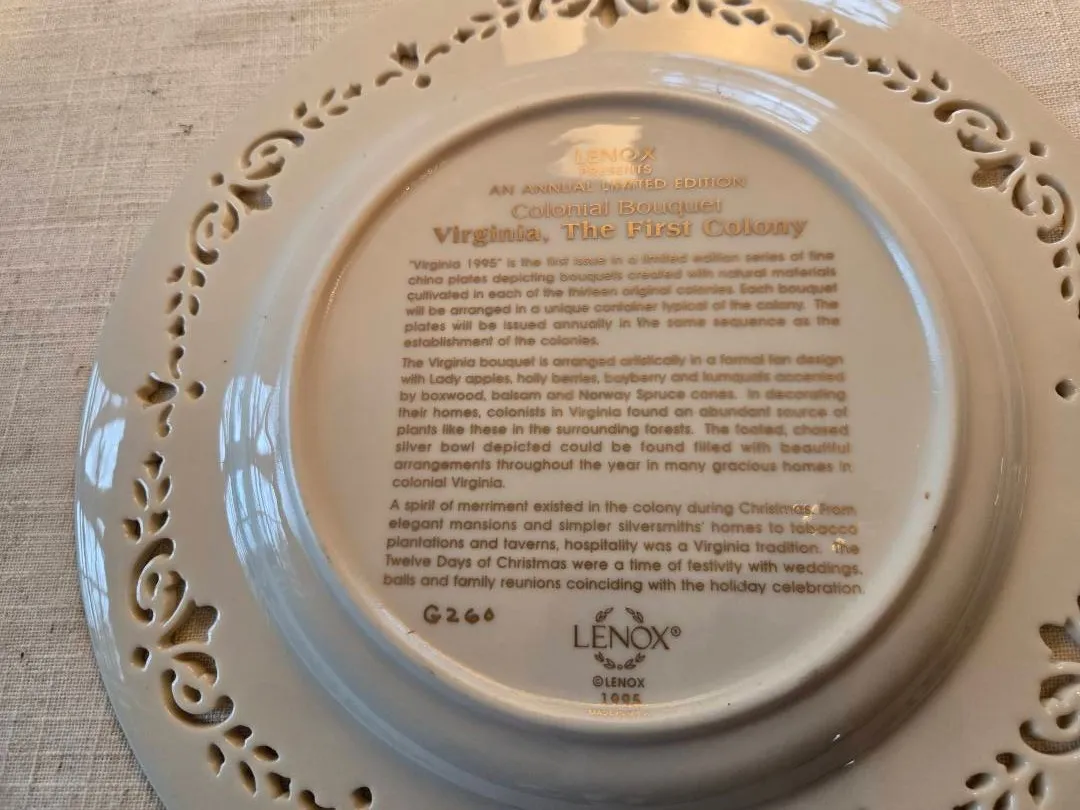 LENOX
PRESENTS
AN ANNUAL LIMITED EDITION
Colonial Bouquet
Virginia, The First Colony
"Virginia 1995" is the first issue in a limited edition series of fine
china plates depicting bouquets created with natural materials
cultivated in each of the thirteen original colonies. Each bouquet
will be arranged in a unique container typical of the colony. The
plates will be issued annually in the same sequence as the
establishment of the colonies.
The Virginia bouquet is arranged artistically in a formal fan design
with Lady apples, holly berries, bayberry and kumquats accented
by boxwood, balsam and Norway Spruce cones. In decorating
their homes, colonists in Virginia found an abundant source of
plants like these in the surrounding forests. The footed, chased
silver bowl depicted could be found filled with beautiful
arrangements throughout the year in many gracious homes in
colonial Virginia.
A spirit of merriment existed in the colony during Christmas. From
elegant mansions and simpler silversmiths' homes to tobacco
plantations and taverns, hospitality was a Virginia tradition. The
Twelve Days of Christmas were a time of festivity with weddings,
balls and family reunions coinciding with the holiday celebration.
G260
LENOX®
©LENOX
1995